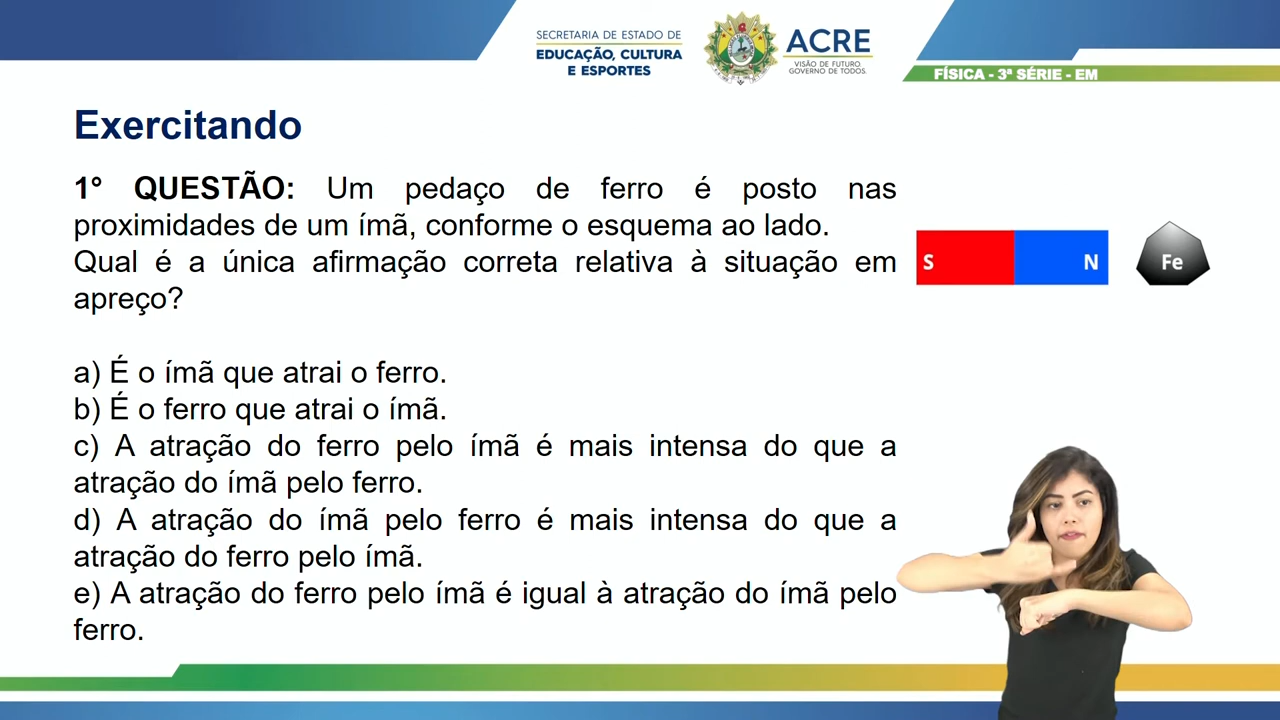 SECRETARIA DE ESTADO DE
EDUCAÇÃO, CULTURA
E ESPORTES
ACRE
VISÃO DE FUTURO.
GOVERNO DE TODOS.
FÍSICA - 3ª SÉRIE - EM
Exercitando
1° QUESTÃO: Um pedaço de ferro é posto nas
proximidades de um ímã, conforme o esquema ao lado.
Qual é a única afirmação correta relativa à situação em
apreço?
S N Fe
a) É o ímã que atrai o ferro.
b) É o ferro que atrai o ímã.
c) A atração do ferro pelo ímã é mais intensa do que a
atração do ímã pelo ferro.
d) A atração do ímã pelo ferro é mais intensa do que a
atração do ferro pelo ímã.
e) A atração do ferro pelo ímã é igual à atração do ímã pelo
ferro.